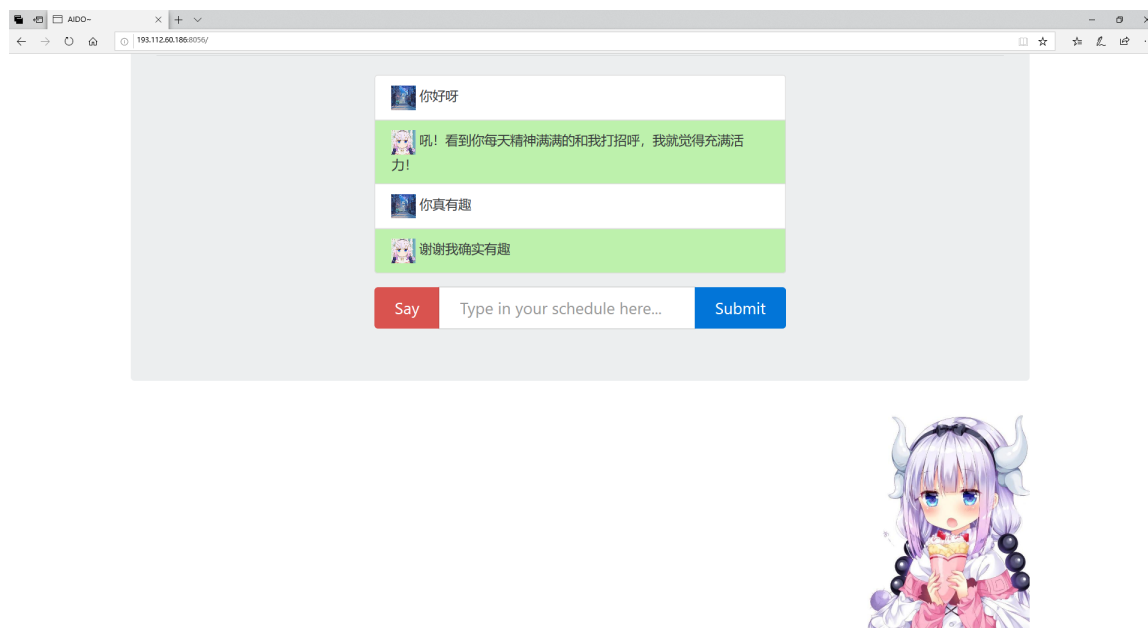 AIDO~
193.112.60.186:8056/
你好呀
吼！看到你每天精神满满的和我打招呼，我就觉得充满活
力！
你真有趣
谢谢我确实有趣
Say Type in your schedule here... Submit